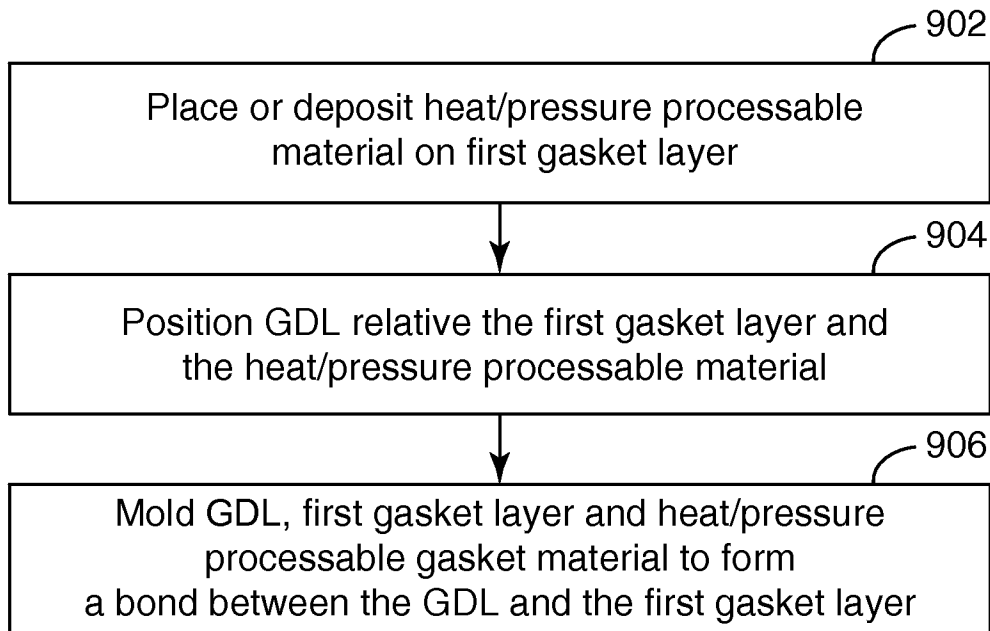 902
Place or deposit heat/pressure processable
material on first gasket layer
904
Position GDL relative the first gasket layer and
the heat/pressure processable material
906
Mold GDL, first gasket layer and heat/pressure
processable gasket material to form
a bond between the GDL and the first gasket layer